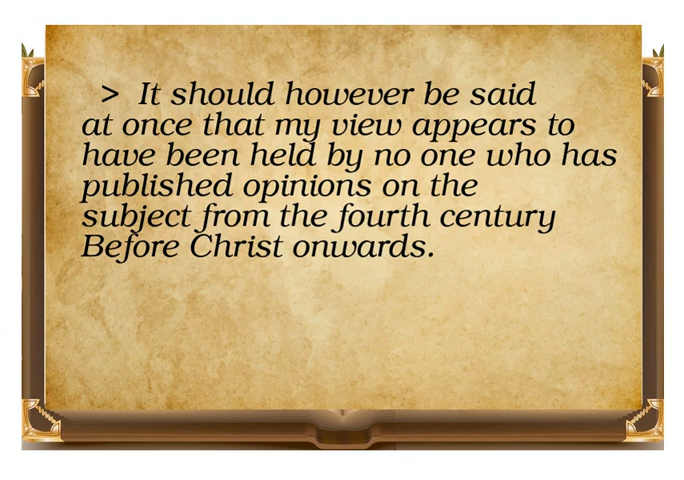 > It should however be said
at once that my view appears to
have been held by no one who has
published opinions on the
subject from the fourth century
Before Christ onwards.